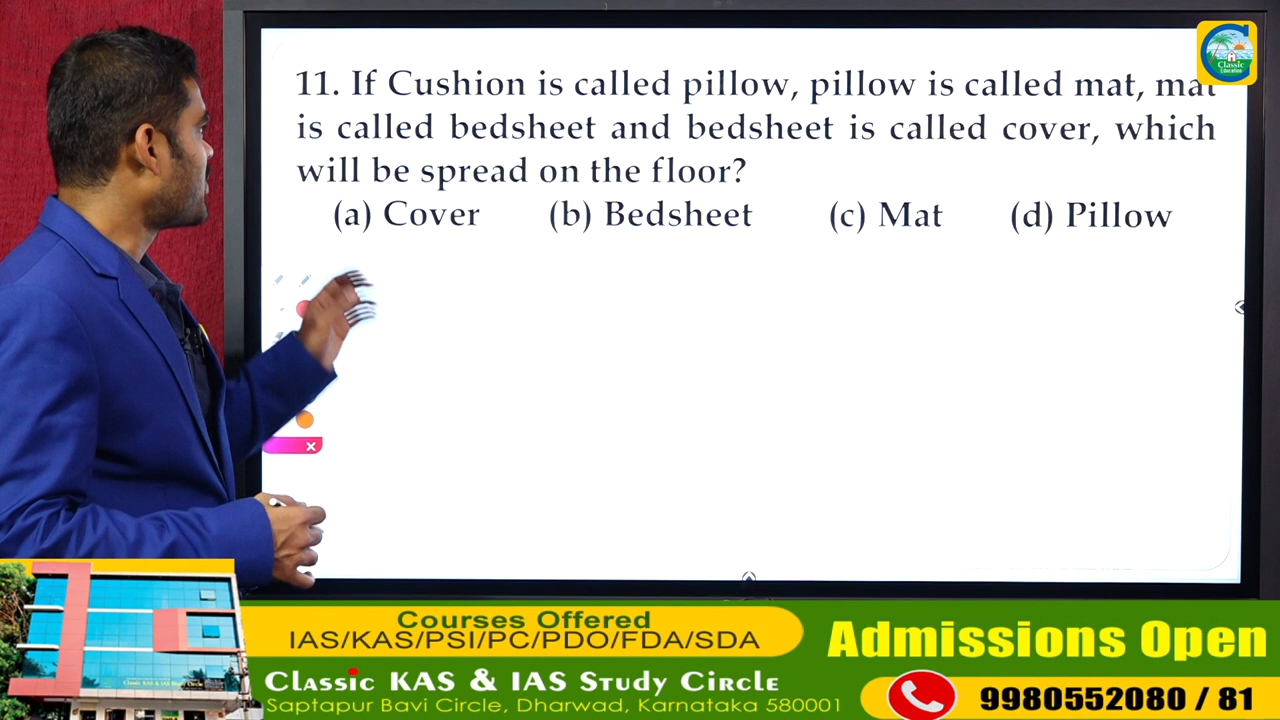 11. If Cushion is called pillow, pillow is called mat, mat
is called bedsheet and bedsheet is called cover, which
will be spread on the floor?
(a) Cover (b) Bedsheet (c) Mat (d) Pillow
Classic
Education
Courses Offered
IAS/KAS/PSI/PC/PDO/FDA/SDA
Classic KAS & IAS Study Circle
Saptapur Bavi Circle, Dharwad, Karnataka 580001
Admissions Open
9980552080 / 81